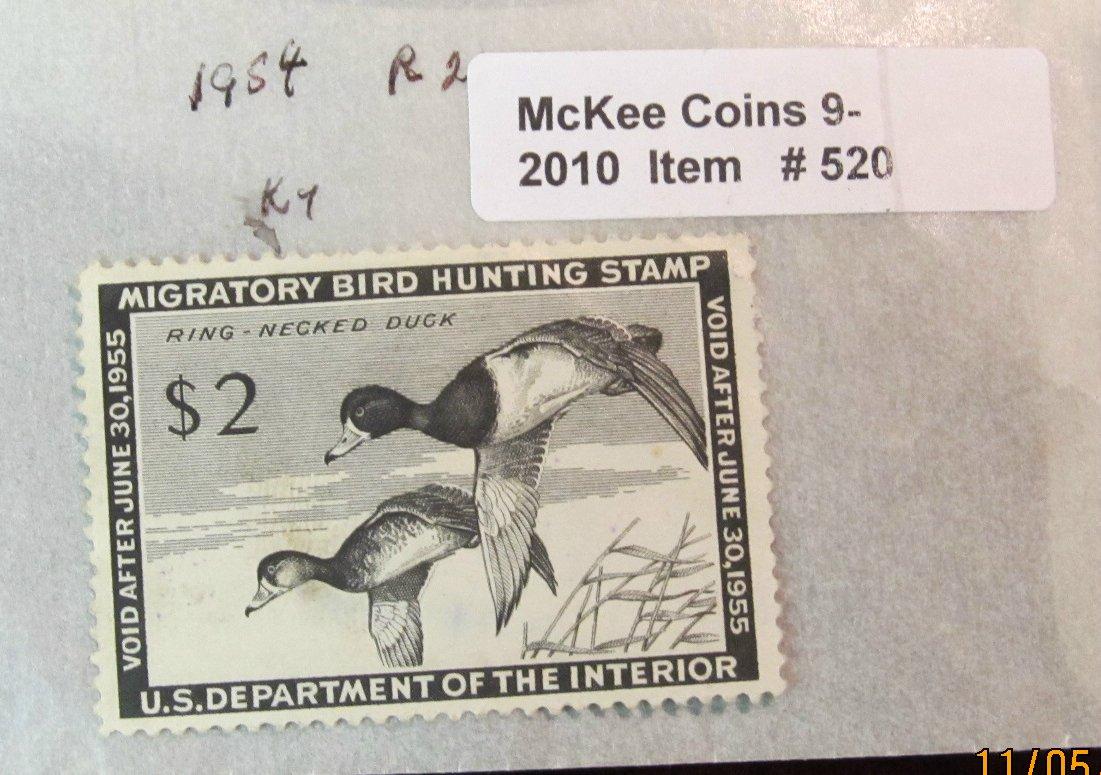 1954 R 2
McKee Coins 9-
2010 Item # 520
MIGRATORY BIRD HUNTING STAMP
RING-NECKED DUCK
$2
VOID AFTER JUNE 30, 1955
VOID AFTER JUNE 30, 1955
U.S. DEPARTMENT OF THE INTERIOR
11/05